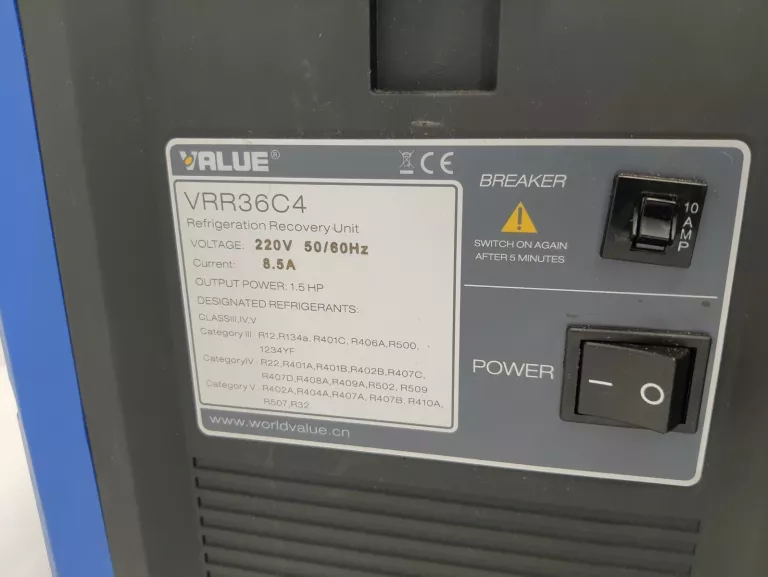 VALUE®
VRR36C4
Refrigeration Recovery Unit
VOLTAGE: 220V 50/60Hz
Current: 8.5A
OUTPUT POWER: 1.5 HP
DESIGNATED REFRIGERANTS:
CLASSIII,IV,V
Category III: R12,R134a, R401C, R406A,R500,
1234YF
CategoryIV: R22,R401A,R401B,R402B,R407C,
R407D,R408A,R409A,R502, R509
Category V: R402A,R404A,R407A, R407B, R410A,
R507,R32
www.worldvalue.cn
CE
BREAKER
SWITCH ON AGAIN
AFTER 5 MINUTES
10
AMP
POWER